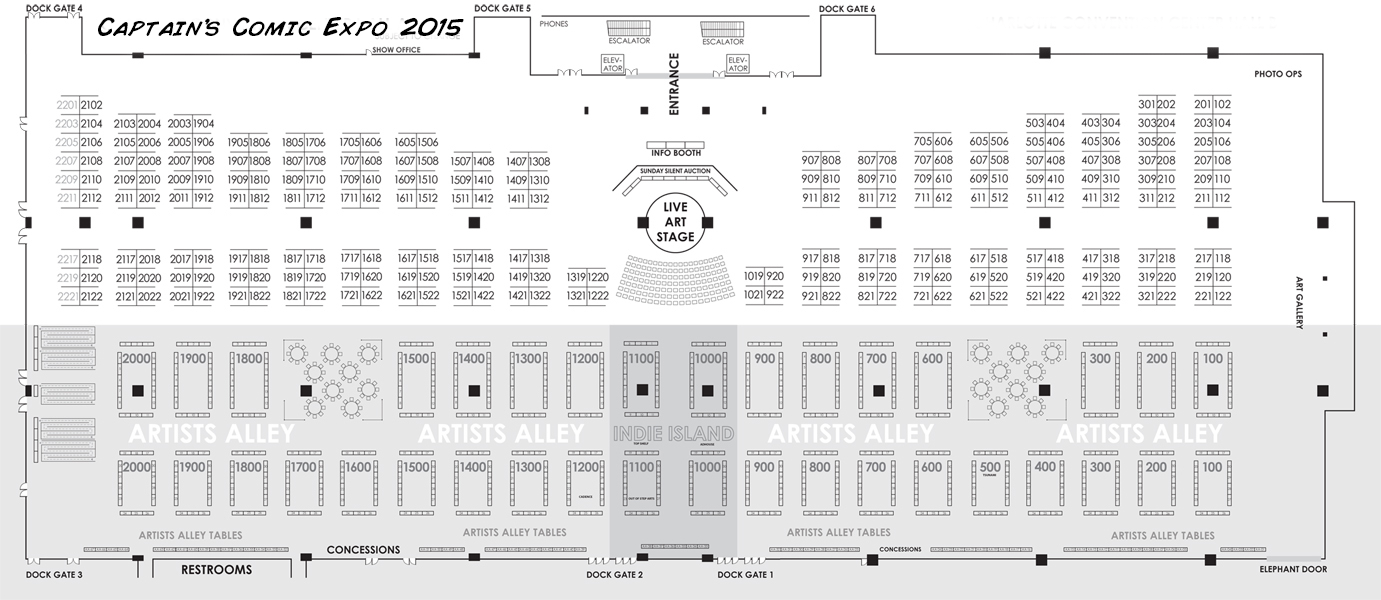 DOCK GATE 4
CAPTAIN'S COMIC EXPO 2015
DOCK GATE 5
DOCK GATE 6
PHONES
ESCALATOR
ESCALATOR
SHOW OFFICE
ELEV-
ATOR
ELEV-
ATOR
ENTRANCE
PHOTO OPS
2201 2102
301 202 201 102
2203 2104 2103 2004 2003 1904
503 404 403 304 303 204 203 104
2205 2106 2105 2006 2005 1906 1905 1806 1805 1706 1705 1606 1605 1506
705 606 605 506 505 406 405 306 305 206 205 106
INFO BOOTH
2207 2108 2107 2008 2007 1908 1907 1808 1807 1708 1707 1608 1607 1508 1507 1408 1407 1308
907 808 807 708 707 608 607 508 507 408 407 308 307 208 207 108
SUNDAY SILENT AUCTION
2209 2110 2109 2010 2009 1910 1909 1810 1809 1710 1709 1610 1609 1510 1509 1410 1409 1310
909 810 809 710 709 610 609 510 509 410 409 310 309 210 209 110
2211 2112 2111 2012 2011 1912 1911 1812 1811 1712 1711 1612 1611 1512 1511 1412 1411 1312
911 812 811 712 711 612 611 512 511 412 411 312 311 212 211 112
LIVE
ART
STAGE
2217 2118 2117 2018 2017 1918 1917 1818 1817 1718 1717 1618 1617 1518 1517 1418 1417 1318
917 818 817 718 717 618 617 518 517 418 417 318 317 218 217 118
2219 2120 2119 2020 2019 1920 1919 1820 1819 1720 1719 1620 1619 1520 1519 1420 1419 1320 1319 1220
1019 920 919 820 819 720 719 620 619 520 519 420 419 320 319 220 219 120
2221 2122 2121 2022 2021 1922 1921 1822 1821 1722 1721 1622 1621 1522 1521 1422 1421 1322 1321 1222
1021 922 921 822 821 722 721 622 621 522 521 422 421 322 321 222 221 122
ART GALLERY
2000 1900 1800 1500 1400 1300 1200 1100 1000 900 800 700 600 300 200 100
ARTISTS ALLEY
ARTISTS ALLEY
INDIE ISLAND
ARTISTS ALLEY
ARTISTS ALLEY
2000 1900 1800 1700 1600 1500 1400 1300 1200 1100 1000 900 800 700 600 500 400 300 200 100
ARTISTS ALLEY TABLES
ARTISTS ALLEY TABLES
ARTISTS ALLEY TABLES
ARTISTS ALLEY TABLES
CONCESSIONS
CONCESSIONS
DOCK GATE 3
RESTROOMS
DOCK GATE 2
DOCK GATE 1
ELEPHANT DOOR